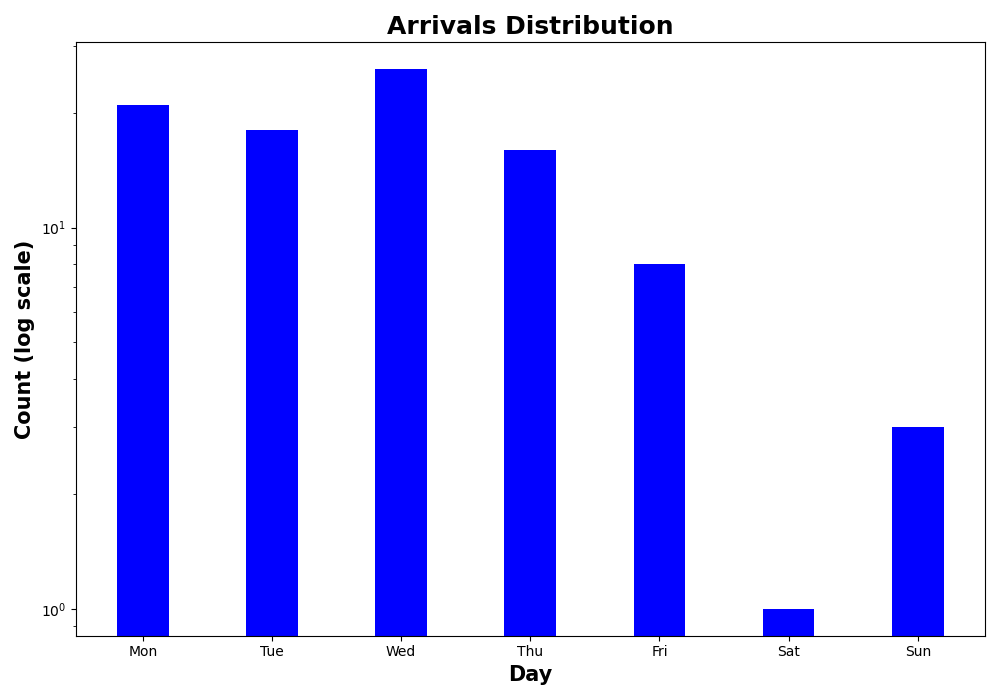 Arrivals Distribution
Count (log scale)
10¹
10⁰
Mon Tue Wed Thu Fri Sat Sun
Day